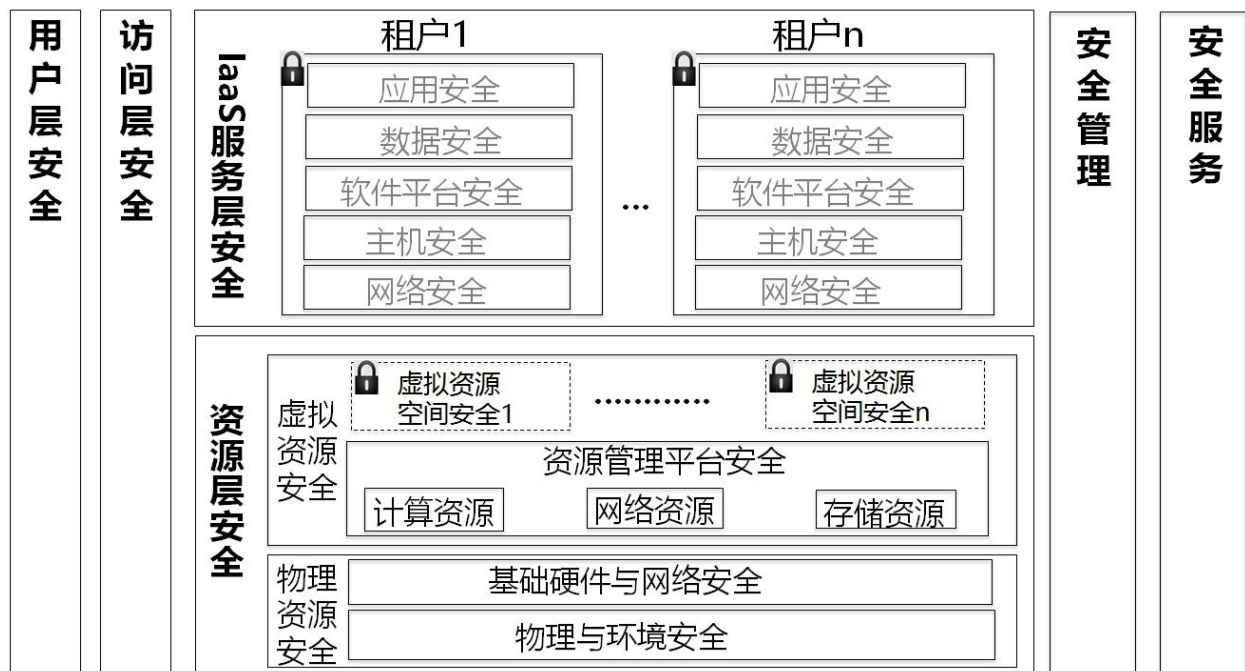 用户层安全
访问层安全
IaaS服务层安全
租户1
应用安全
数据安全
软件平台安全
主机安全
网络安全
...
租户n
应用安全
数据安全
软件平台安全
主机安全
网络安全
资源层安全
虚拟
资源
安全
虚拟资源
空间安全1
............
虚拟资源
空间安全n
资源管理平台安全
计算资源
网络资源
存储资源
物理
资源
安全
基础硬件与网络安全
物理与环境安全
安全管理
安全服务